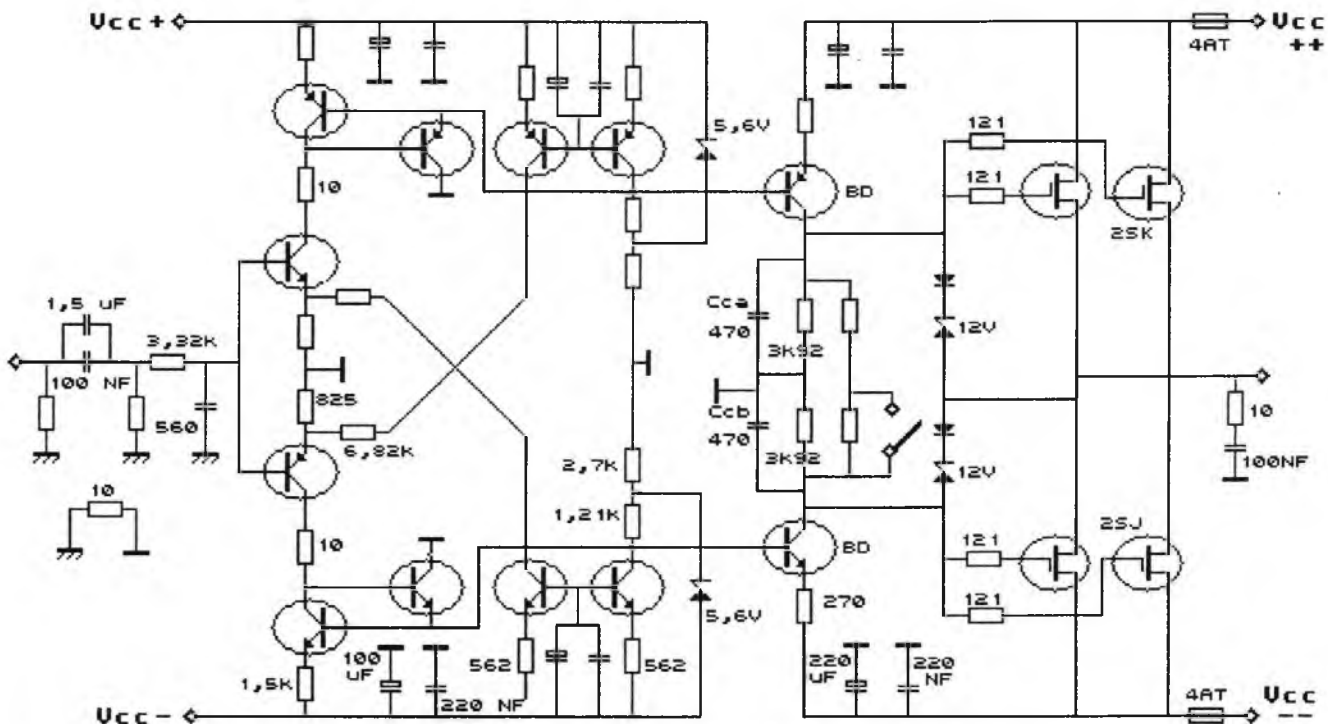 Vcc+
4AT
Vcc
++
5,6V
121
BD
121
10
2SK
1,5 uF
Cca
12V
3,32K
470
3K92
100 NF
825
10
560
Ccb
6,82K
470
12V
100NF
3K92
2,7K
10
1,21K
2SJ
10
BD
121
270
5,6V
121
100
uF
562
562
220
uF
220
NF
1,5K
220 NF
4AT
Vcc
--
Vcc-